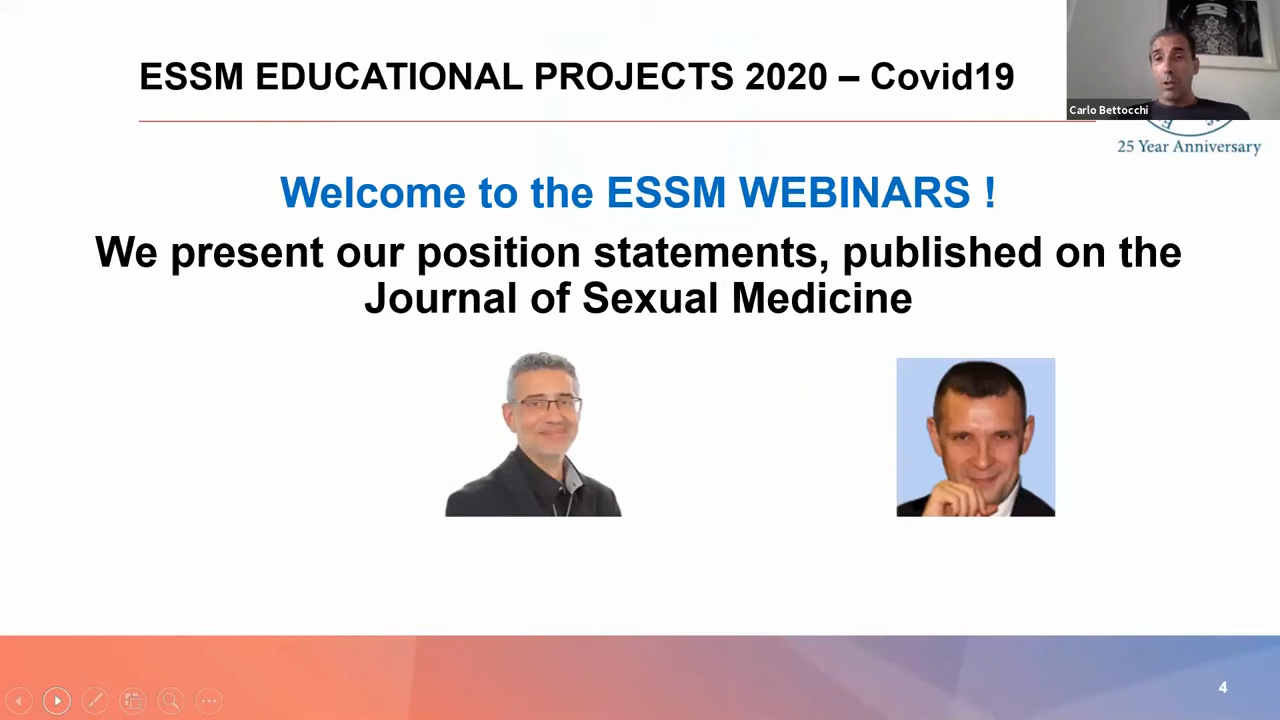 ESSM EDUCATIONAL PROJECTS 2020 – Covid19
Carlo Bettocchi
25 Year Anniversary
Welcome to the ESSM WEBINARS !
We present our position statements, published on the
Journal of Sexual Medicine
4